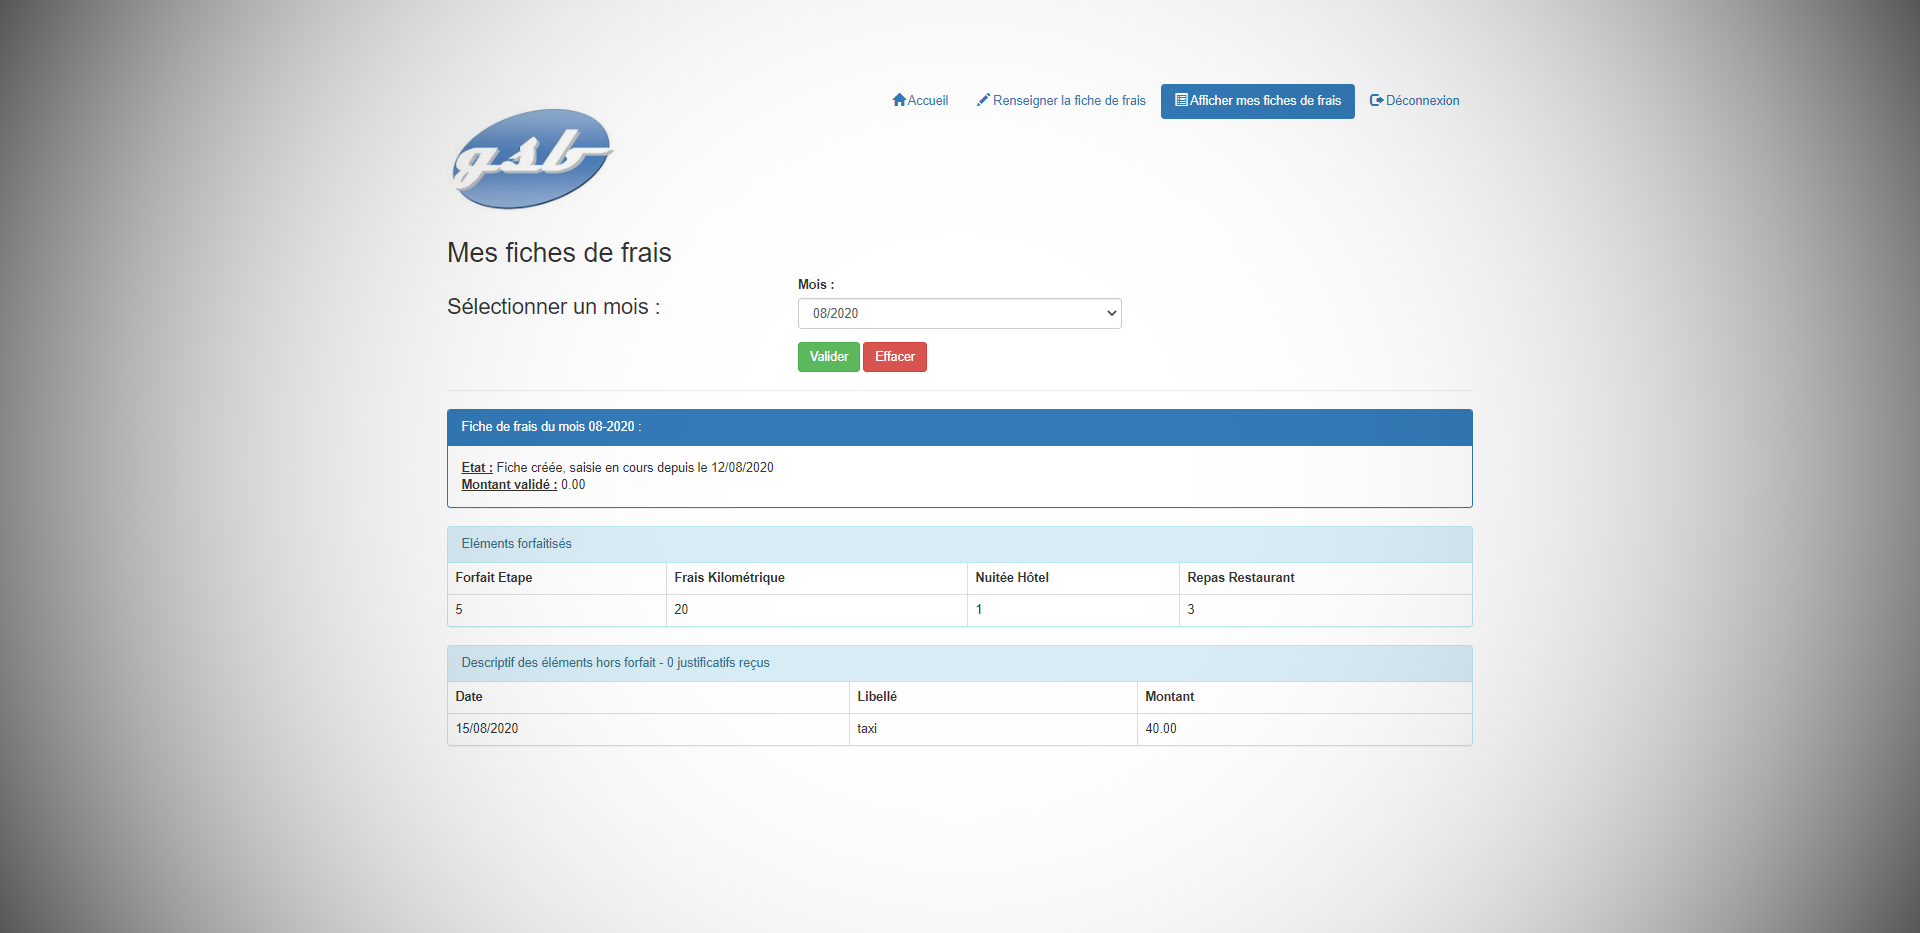 Accueil Renseigner la fiche de frais Afficher mes fiches de frais Déconnexion
gsb
Mes fiches de frais
Mois :
Sélectionner un mois :
08/2020
Valider Effacer
Fiche de frais du mois 08-2020 :
Etat : Fiche créée, saisie en cours depuis le 12/08/2020
Montant validé : 0.00
Eléments forfaitisés
Forfait Etape Frais Kilométrique Nuitée Hôtel Repas Restaurant
5 20 1 3
Descriptif des éléments hors forfait - 0 justificatifs reçus
Date Libellé Montant
15/08/2020 taxi 40.00